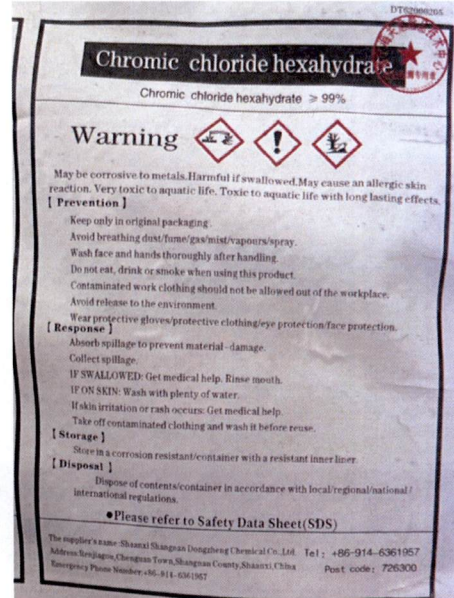 DT62000205
Chromic chloride hexahydrate
Chromic chloride hexahydrate ≥ 99%
Warning
May be corrosive to metals.Harmful if swallowed.May cause an allergic skin
reaction. Very toxic to aquatic life. Toxic to aquatic life with long lasting effects.
【Prevention】
Keep only in original packaging.
Avoid breathing dust/fume/gas/mist/vapours/spray.
Wash face and hands thoroughly after handling.
Do not eat, drink or smoke when using this product.
Contaminated work clothing should not be allowed out of the workplace.
Avoid release to the environment.
Wear protective gloves/protective clothing/eye protection/face protection.
【Response】
Absorb spillage to prevent material-damage.
Collect spillage.
IF SWALLOWED: Get medical help. Rinse mouth.
IF ON SKIN: Wash with plenty of water.
If skin irritation or rash occurs: Get medical help.
Take off contaminated clothing and wash it before reuse.
【Storage】
Store in a corrosion resistant/container with a resistant inner liner.
【Disposal】
Dispose of contents/container in accordance with local/regional/national/
international regulations.
●Please refer to Safety Data Sheet(SDS)
The supplier's name :Shaanxi Shangnan Dongzheng Chemical Co.,Ltd. Tel: +86-914-6361957
Address:Renjiagou,Chengguan Town,Shangnan County,Shaanxi,China Post code: 726300
Emergency Phone Number:+86-914-6361957